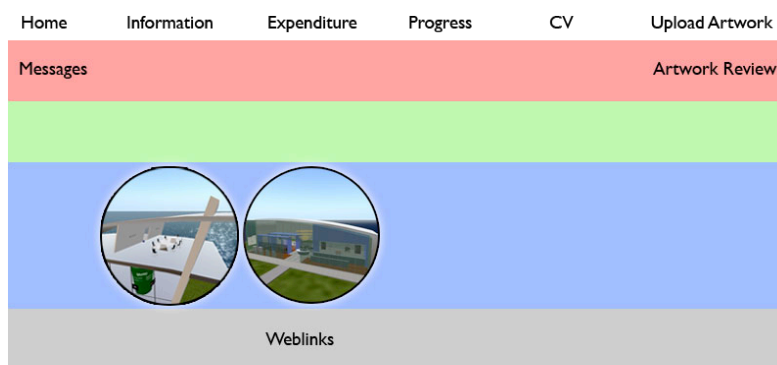 Home Information Expenditure Progress CV Upload Artwork
Messages Artwork Review
Weblinks